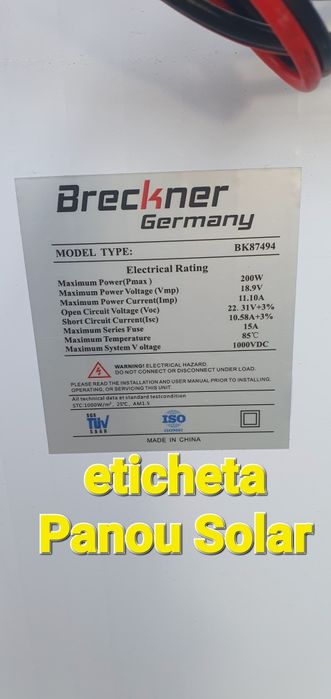 Breckner
Germany
MODEL TYPE: BK87494
Electrical Rating
Maximum Power(Pmax ) 200W
Maximum Power Voltage (Vmp) 18.9V
Maximum Power Current(Imp) 11.10A
Open Circuit Voltage (Voc) 22. 31V+3%
Short Circuit Current(Isc) 10.58A+3%
Maximum Series Fuse 15A
Maximum Temperature 85℃
Maximum System V oltage 1000VDC
WARNING! ELECTRICAL HAZARD.
DO NOT CONNECT OR DISCONNECT UNDER LOAD.
PLEASE READ THE INSTALLATION AND USER MANUAL PRIOR TO INSTALLING,
OPERATING, OR SERVICING THIS UNIT.
All technical data at standard testcondition
STC:1000W/m², 25℃, AM1.5
TÜV
SAAR
ISO
ISO9001
MADE IN CHINA
eticheta
Panou Solar